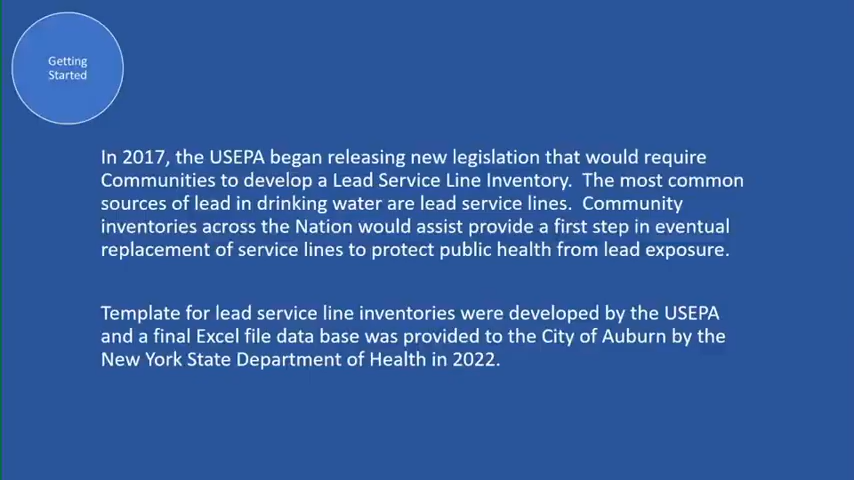 Getting
Started
In 2017, the USEPA began releasing new legislation that would require
Communities to develop a Lead Service Line Inventory. The most common
sources of lead in drinking water are lead service lines. Community
inventories across the Nation would assist provide a first step in eventual
replacement of service lines to protect public health from lead exposure.
Template for lead service line inventories were developed by the USEPA
and a final Excel file data base was provided to the City of Auburn by the
New York State Department of Health in 2022.